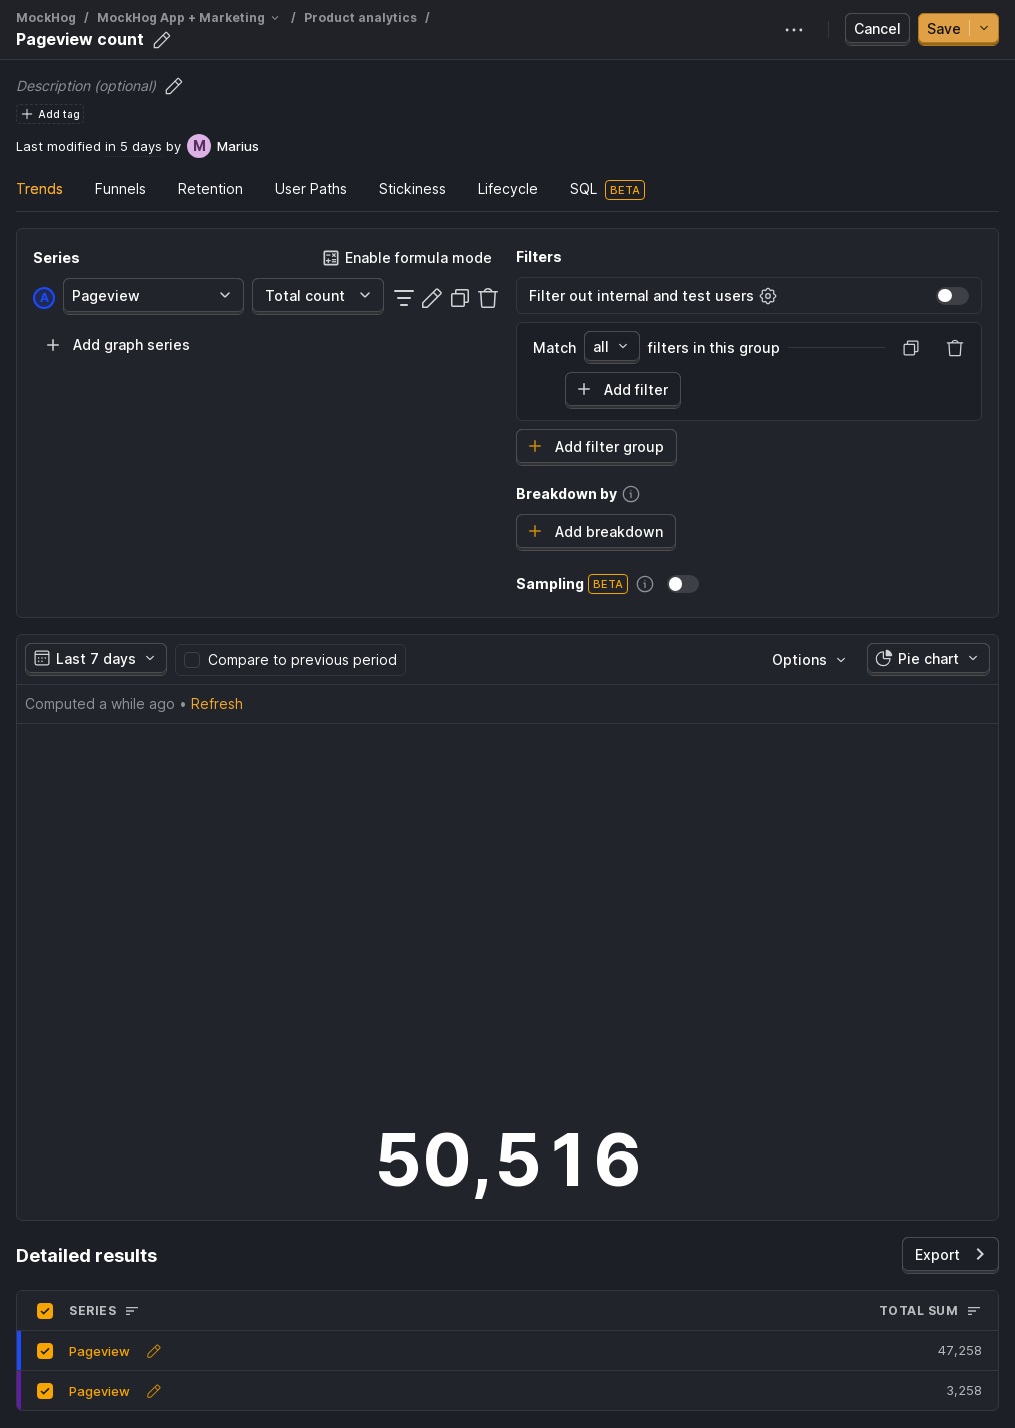 MockHog / MockHog App + Marketing / Product analytics /
Pageview count
Cancel
Save
Description (optional)
Add tag
Last modified in 5 days by M Marius
Trends Funnels Retention User Paths Stickiness Lifecycle SQL BETA
Series
Enable formula mode
A Pageview Total count
Add graph series
Filters
Filter out internal and test users
Match all filters in this group
Add filter
Add filter group
Breakdown by
Add breakdown
Sampling BETA
Last 7 days Compare to previous period Options Pie chart
Computed a while ago • Refresh
50,516
Detailed results
Export
SERIES TOTAL SUM
Pageview 47,258
Pageview 3,258